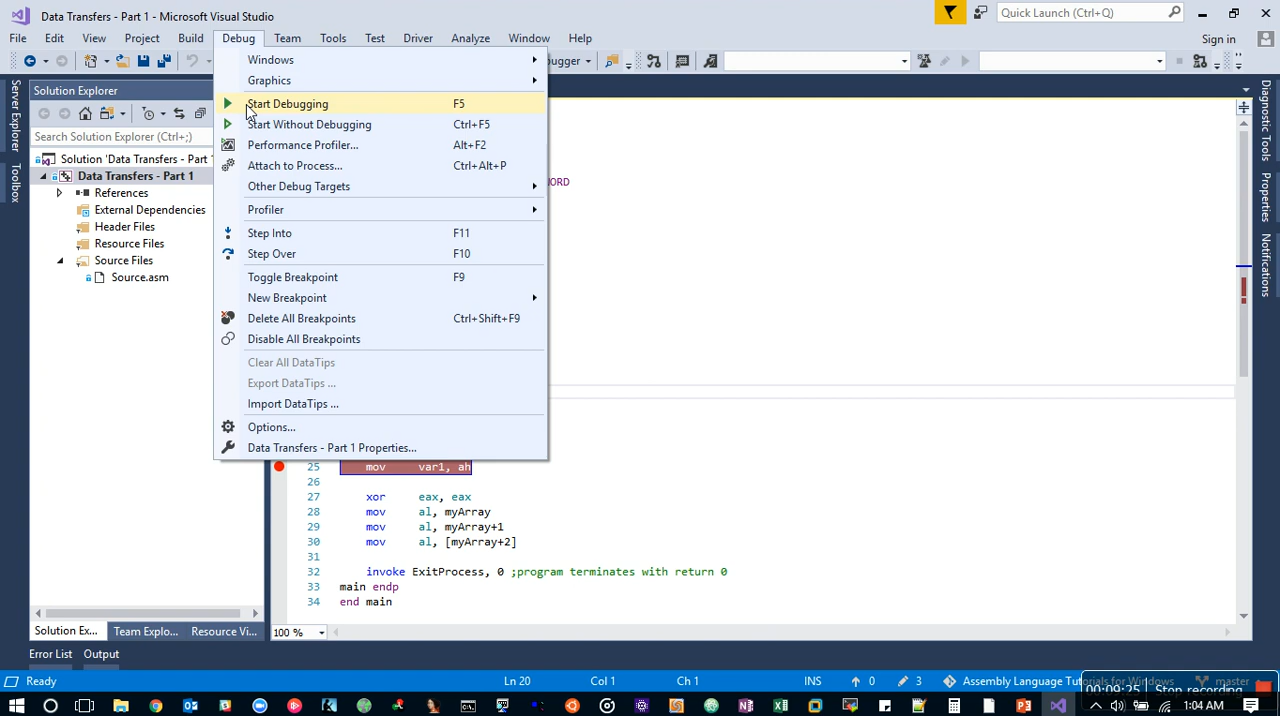 Data Transfers - Part 1 - Microsoft Visual Studio
Quick Launch (Ctrl+Q)
File Edit View Project Build Debug Team Tools Test Driver Analyze Window Help
Sign in
Solution Explorer
Search Solution Explorer (Ctrl+;)
Solution 'Data Transfers - Part
Data Transfers - Part 1
References
External Dependencies
Header Files
Resource Files
Source Files
Source.asm
Server Explorer
Toolbox
Windows
Graphics
Start Debugging F5
Start Without Debugging Ctrl+F5
Performance Profiler... Alt+F2
Attach to Process... Ctrl+Alt+P
Other Debug Targets
Profiler
Step Into F11
Step Over F10
Toggle Breakpoint F9
New Breakpoint
Delete All Breakpoints Ctrl+Shift+F9
Disable All Breakpoints
Clear All DataTips
Export DataTips ...
Import DataTips ...
Options...
Data Transfers - Part 1 Properties...
ugger
WORD
25 mov var1, ah
26
27 xor eax, eax
28 mov al, myArray
29 mov al, myArray+1
30 mov al, [myArray+2]
31
32 invoke ExitProcess, 0 ;program terminates with return 0
33 main endp
34 end main
100 %
Diagnostic Tools
Properties
Notifications
Solution Ex... Team Explo... Resource Vi...
Error List Output
Ready Ln 20 Col 1 Ch 1 INS 0 3 Assembly Language Tutorials for Windows master
00:09:25 Stop recording
1:04 AM